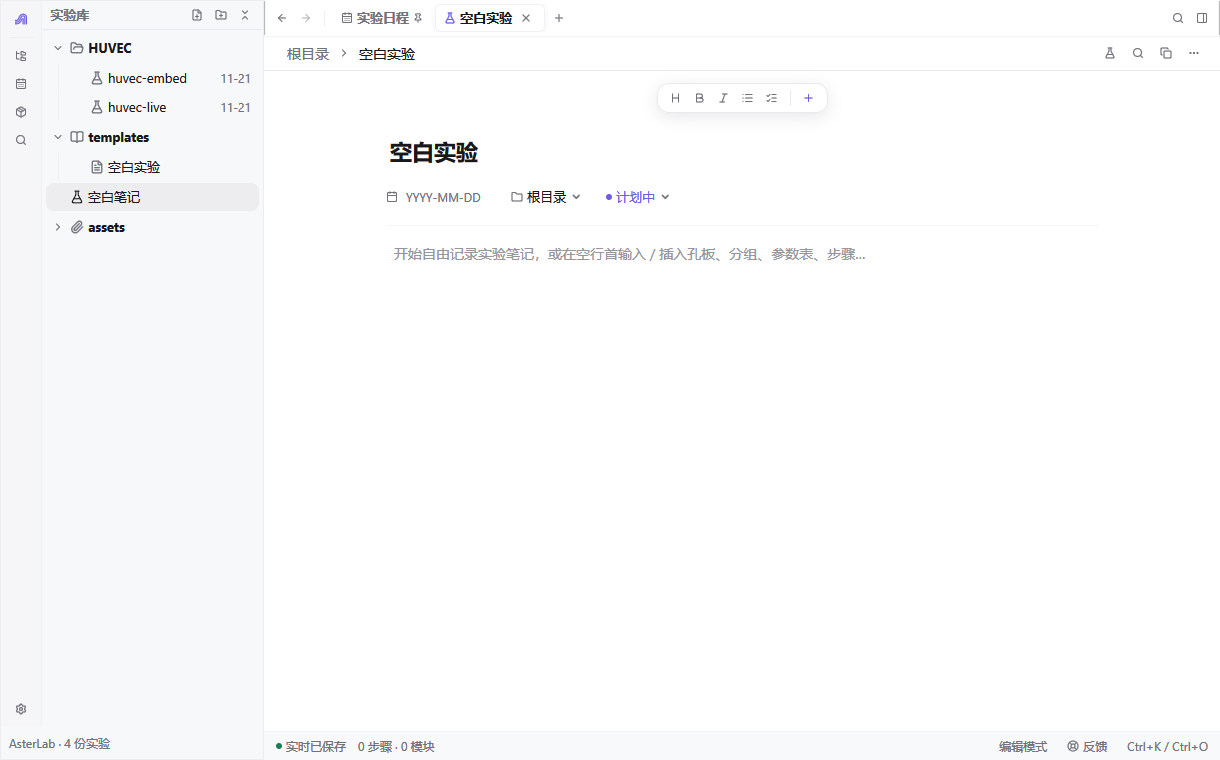 实验库
实验日程
空白实验
HUVEC
huvec-embed 11-21
huvec-live 11-21
templates
空白实验
空白笔记
assets
根目录 > 空白实验
H B I
空白实验
YYYY-MM-DD 根目录 计划中
开始自由记录实验笔记，或在空行首输入 / 插入孔板、分组、参数表、步骤...
AsterLab · 4 份实验
实时已保存 0 步骤 · 0 模块
编辑模式 反馈 Ctrl+K / Ctrl+O